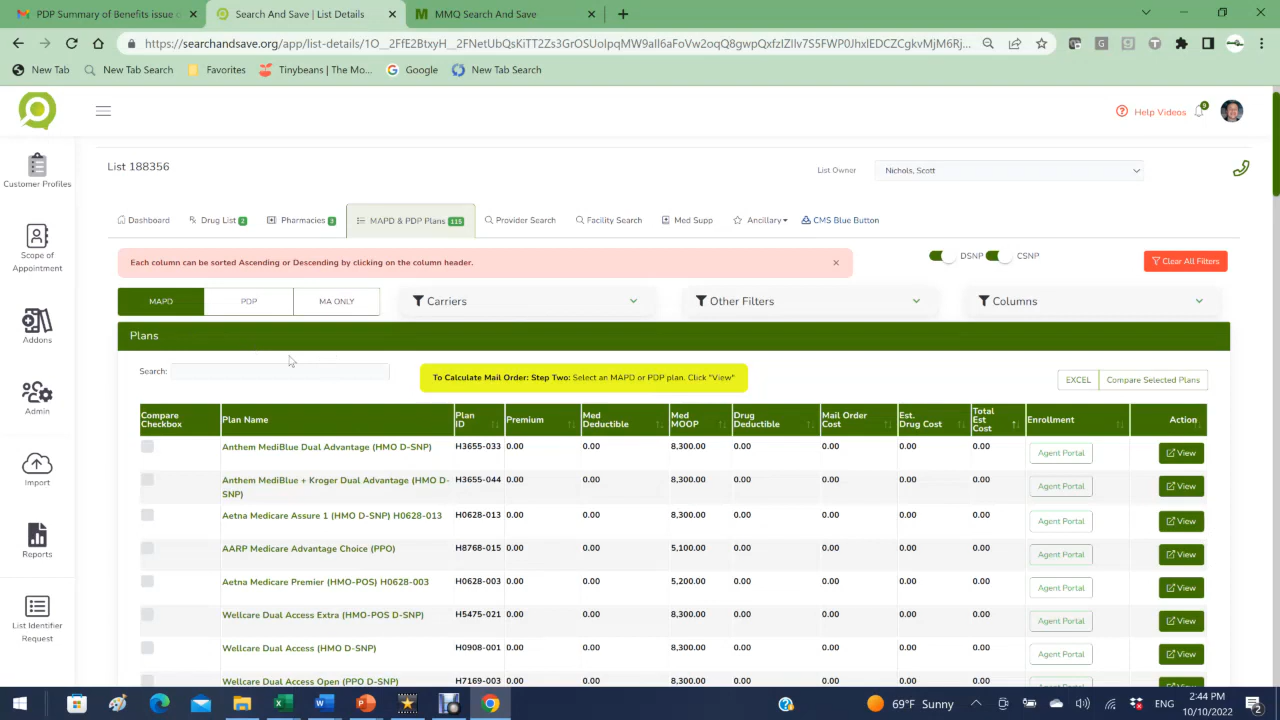 PDP Summary of Benefits issue c
Search And Save | List Details
MMQ Search And Save
https://searchandsave.org/app/list-details/
New Tab
New Tab
Favorites
Tinybeans | The Mo...
Google
New Tab Search
Help Videos
9
Customer Profiles
Scope of
Appointment
Addons
Admin
Import
Reports
List Identifier
Request
List 188356
List Owner
Nichols, Scott
Dashboard
Drug List 2
Pharmacies 3
MAPD & PDP Plans 115
Provider Search
Facility Search
Med Supp
Ancillary
CMS Blue Button
Each column can be sorted Ascending or Descending by clicking on the column header.
DSNP
CSNP
Clear All Filters
MAPD
PDP
MA ONLY
Carriers
Other Filters
Columns
Plans
Search:
To Calculate Mail Order: Step Two: Select an MAPD or PDP plan. Click "View"
EXCEL
Compare Selected Plans
Compare Checkbox Plan Name Plan ID Premium Med Deductible Med MOOP Drug Deductible Mail Order Cost Est. Drug Cost Total Est Cost Enrollment Action
Anthem MediBlue Dual Advantage (HMO D-SNP) H3655-033 0.00 0.00 8,300.00 0.00 0.00 0.00 0.00 Agent Portal View
Anthem MediBlue + Kroger Dual Advantage (HMO D-SNP) H3655-044 0.00 0.00 8,300.00 0.00 0.00 0.00 0.00 Agent Portal View
Aetna Medicare Assure 1 (HMO D-SNP) H0628-013 H0628-013 0.00 0.00 8,300.00 0.00 0.00 0.00 0.00 Agent Portal View
AARP Medicare Advantage Choice (PPO) H8768-015 0.00 0.00 5,100.00 0.00 0.00 0.00 0.00 Agent Portal View
Aetna Medicare Premier (HMO-POS) H0628-003 H0628-003 0.00 0.00 5,200.00 0.00 0.00 0.00 0.00 Agent Portal View
Wellcare Dual Access Extra (HMO-POS D-SNP) H5475-021 0.00 0.00 8,300.00 0.00 0.00 0.00 0.00 Agent Portal View
Wellcare Dual Access (HMO D-SNP) H0908-001 0.00 0.00 8,300.00 0.00 0.00 0.00 0.00 Agent Portal View
Wellcare Dual Access Open (PPO D-SNP) H7169-003 0.00 0.00 8,300.00 0.00 0.00 0.00 0.00 Agent Portal View
69°F Sunny
2:44 PM
10/10/2022
2